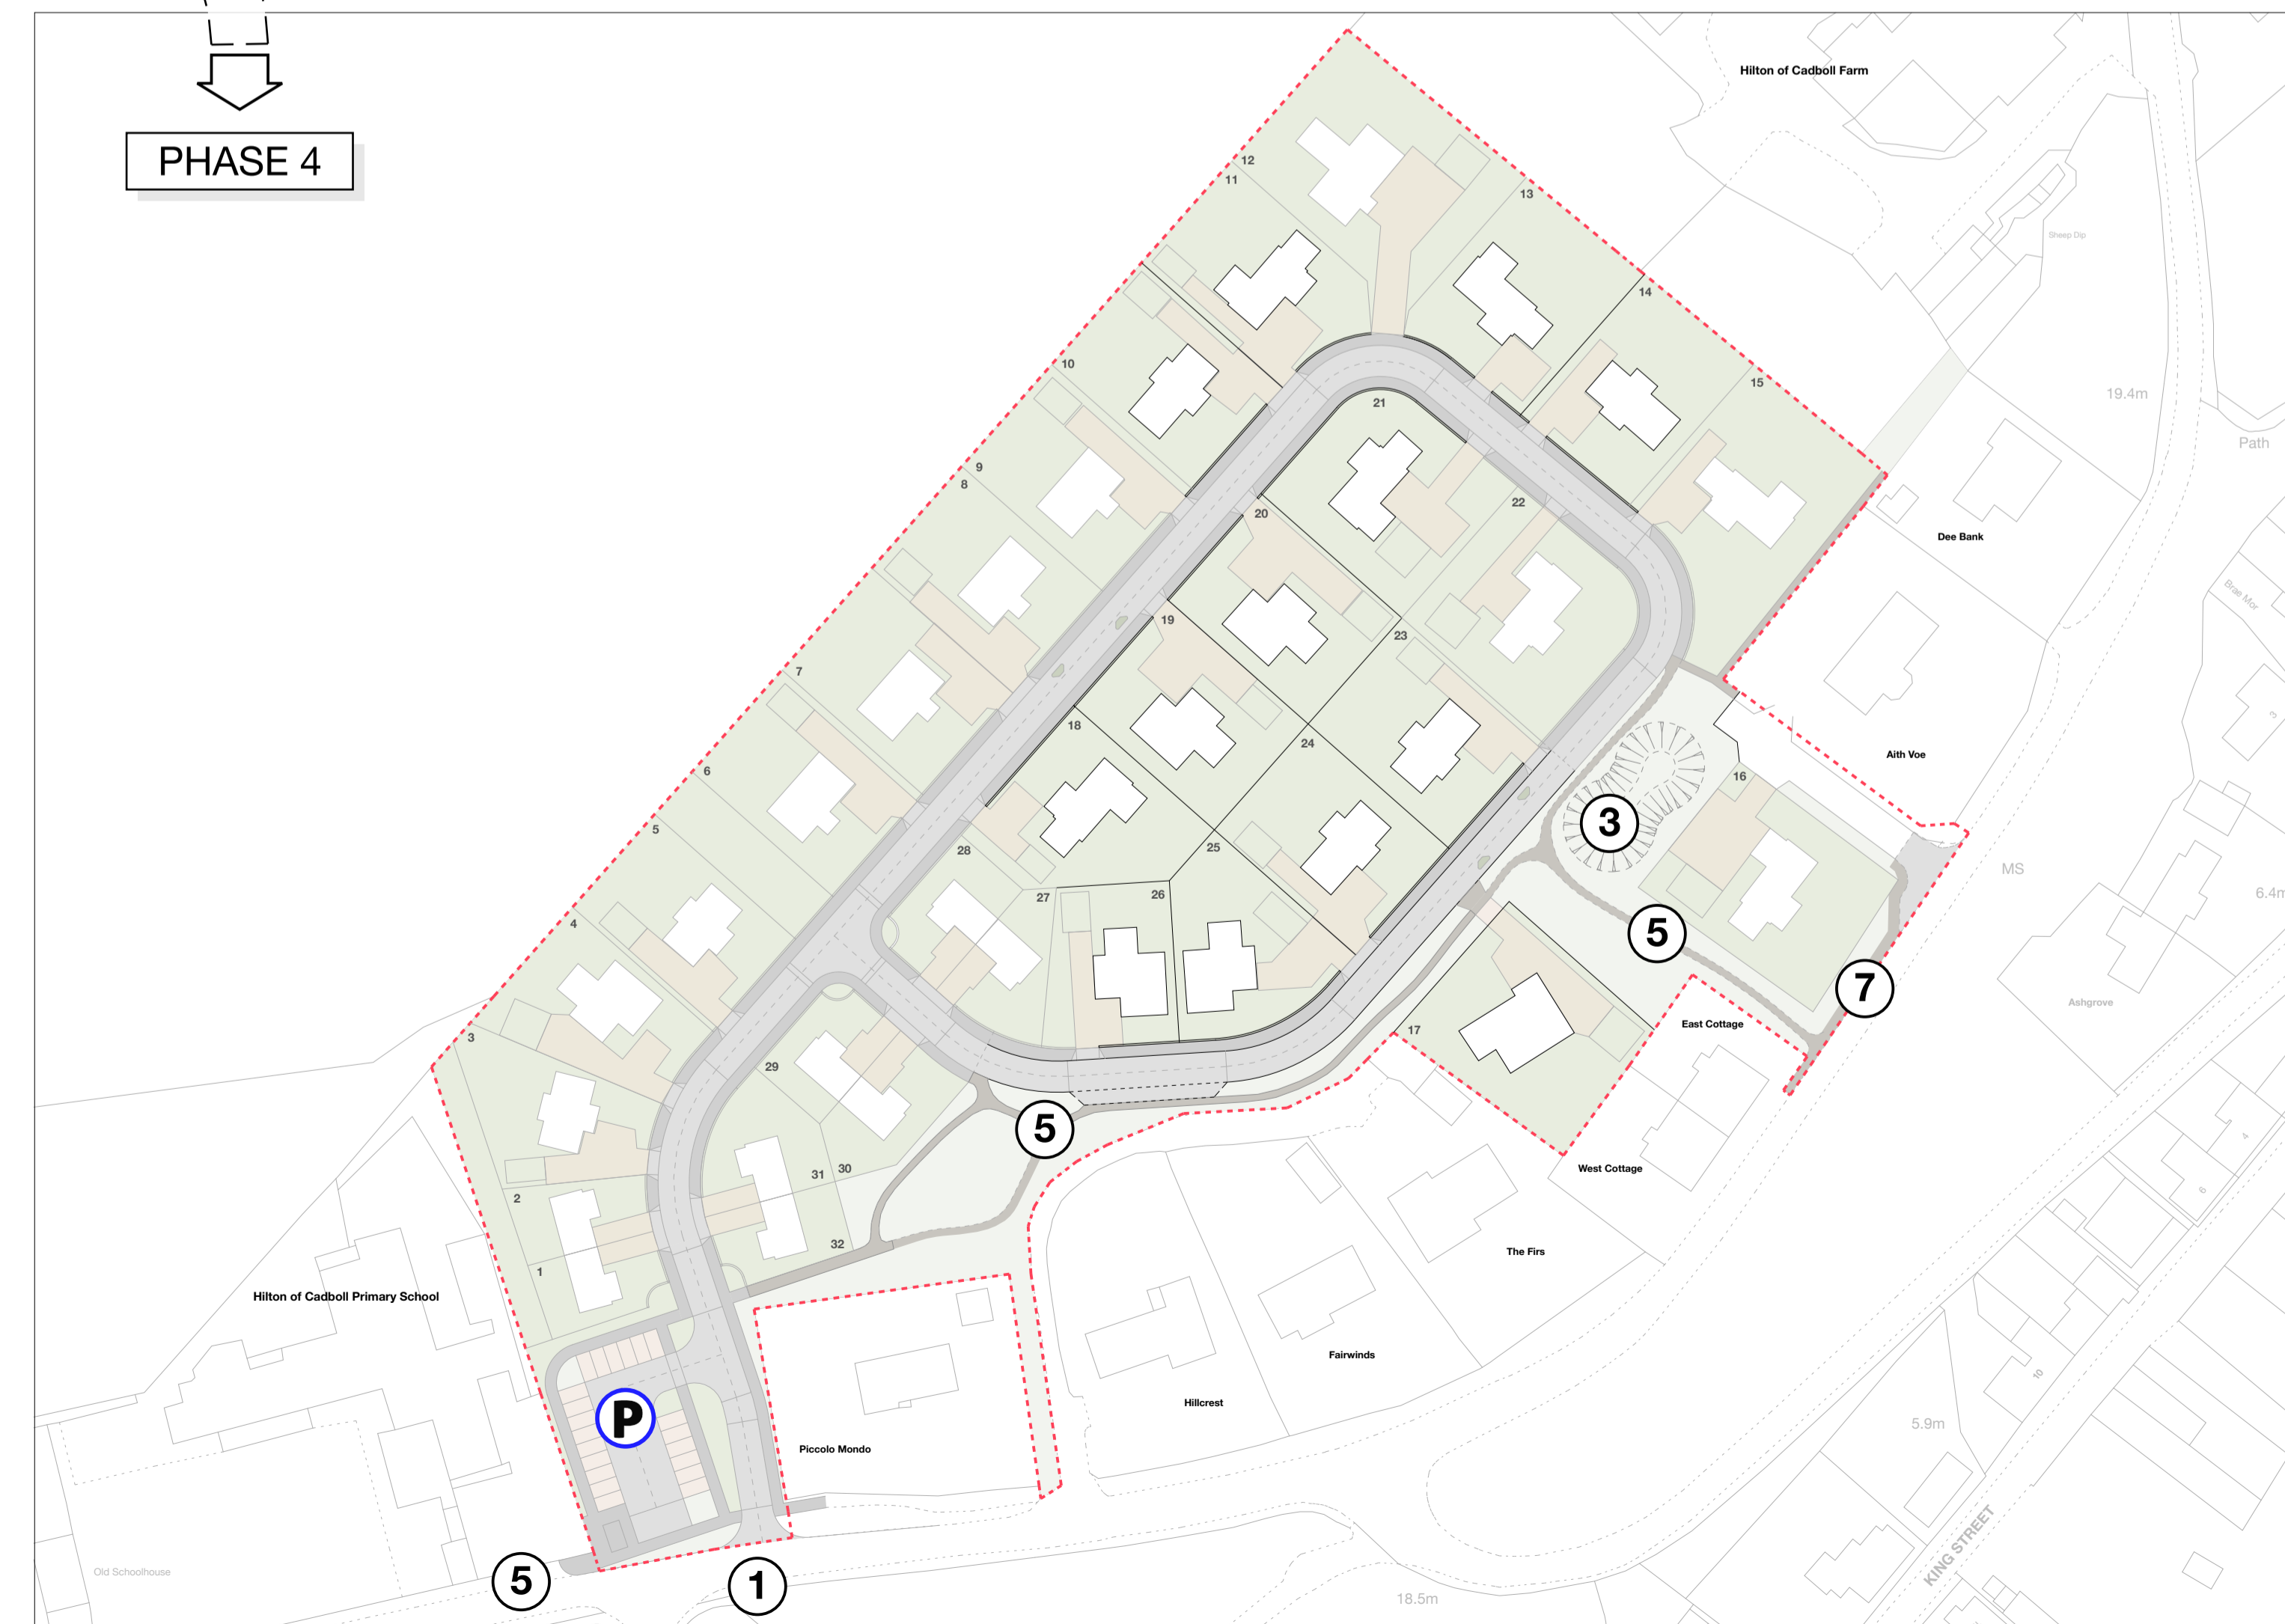 PHASE 4
Hilton of Cadboll Farm
12
11
13
Sheep Dip
14
10
15
19.4m
21
Path
9
8
22
20
Dee Bank
Brae Mor
19
23
7
3
18
24
6
Aith Voe
16
5
3
28
25
MS
27
26
6.4m
4
5
7
Ashgrove
17
East Cottage
3
29
5
4
31
30
West Cottage
2
6
32
The Firs
1
Hilton of Cadboll Primary School
Fairwinds
10
Hillcrest
P
5.9m
Piccolo Mondo
KING STREET
Old Schoolhouse
5
1
18.5m